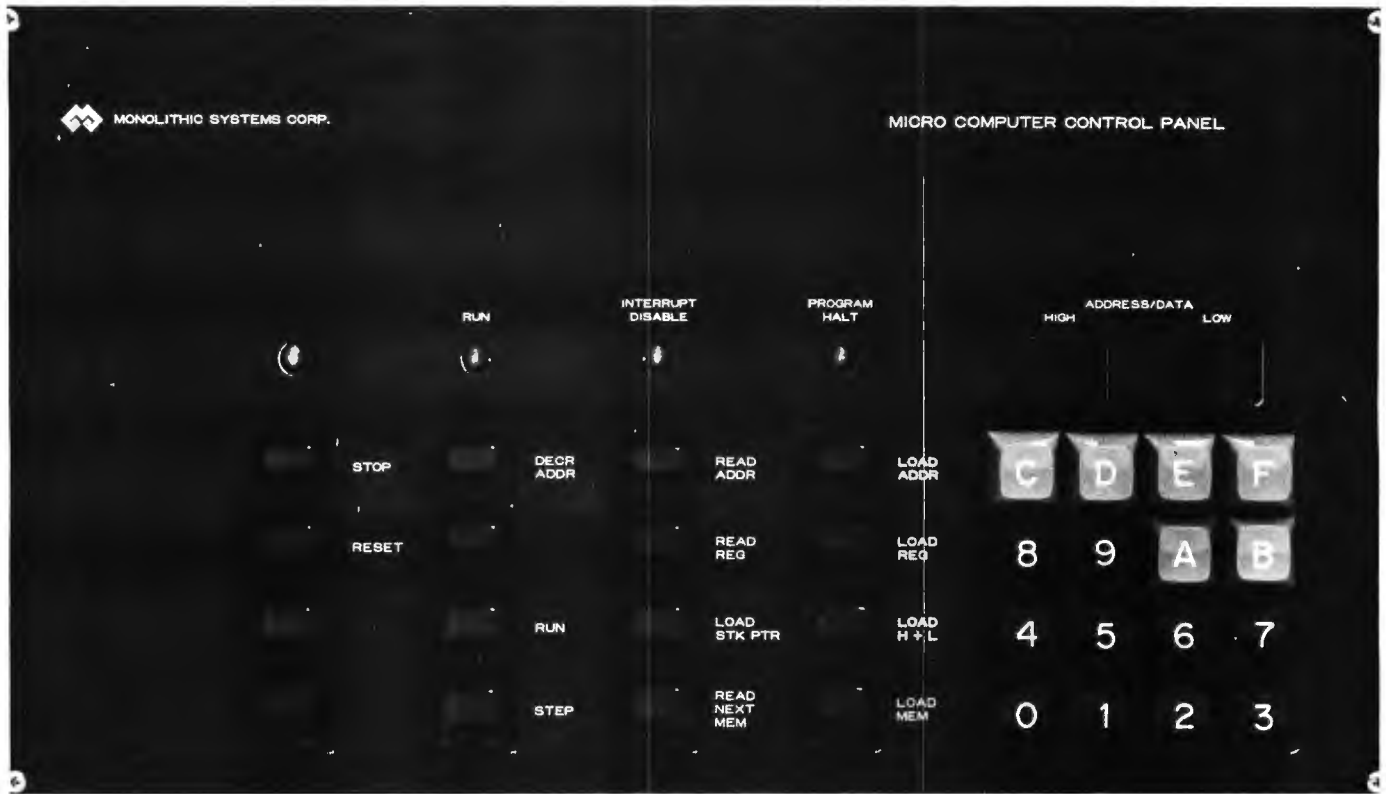 MONOLITHIC SYSTEMS CORP.
MICRO COMPUTER CONTROL PANEL
RUN
INTERRUPT
DISABLE
PROGRAM
HALT
ADDRESS/DATA
HIGH
LOW
STOP
DECR
ADDR
READ
ADDR
LOAD
ADDR
C D E F
RESET
READ
REG
LOAD
REG
8 9 A B
RUN
LOAD
STK PTR
LOAD
H + L
4 5 6 7
STEP
READ
NEXT
MEM
LOAD
MEM
0 1 2 3